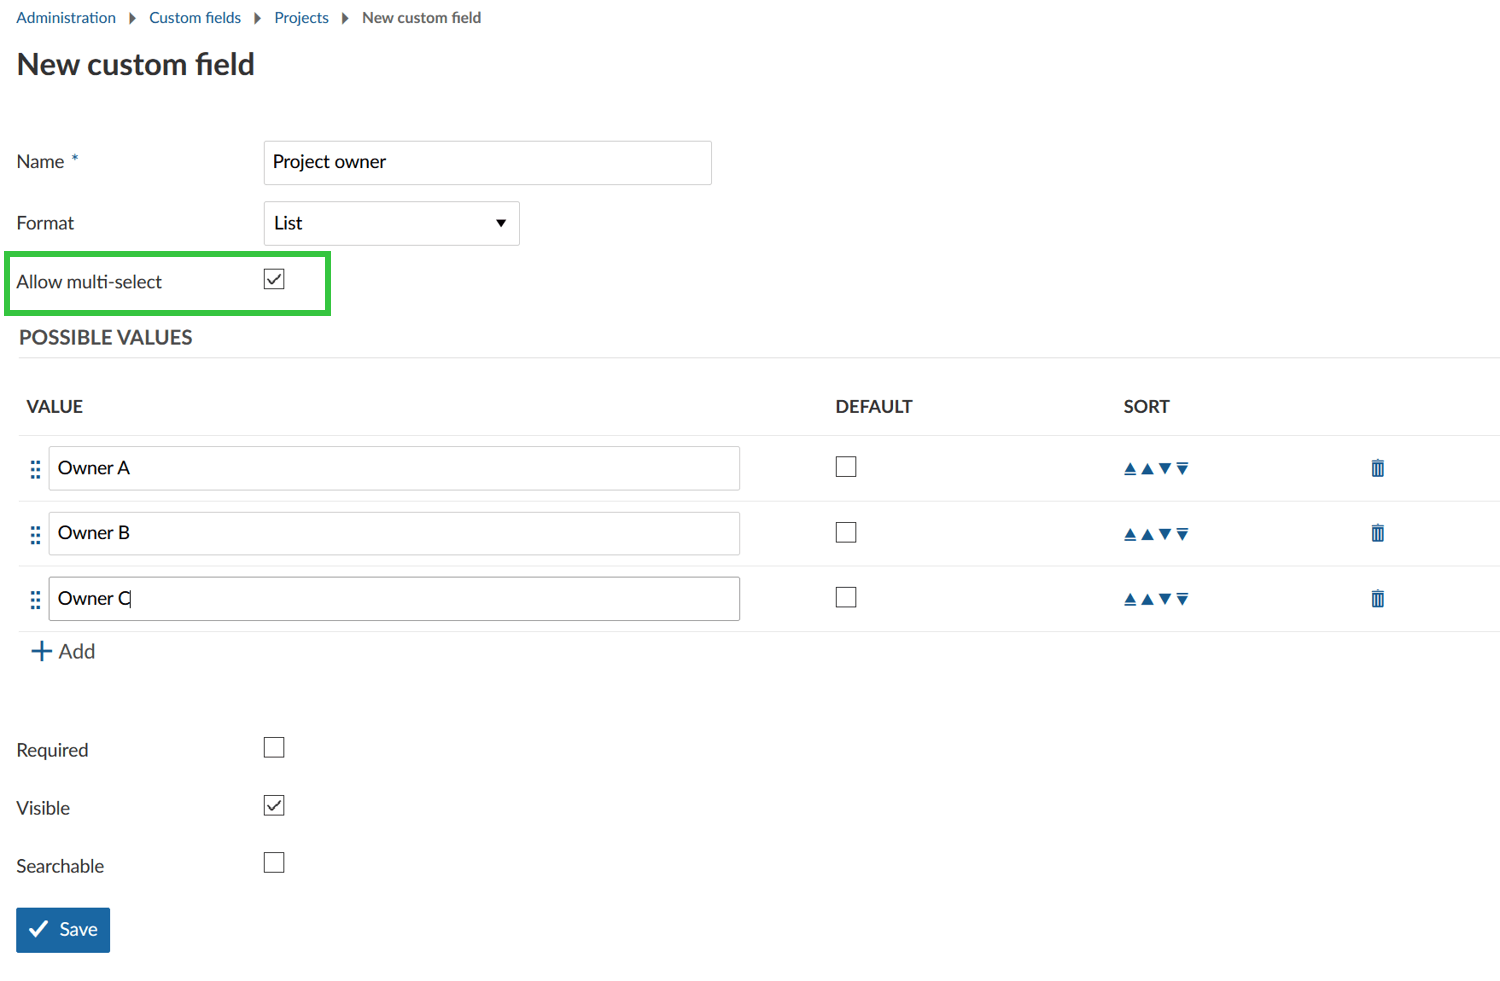 Administration Custom fields Projects New custom field
New custom field
Name * Project owner
Format List
Allow multi-select
POSSIBLE VALUES
VALUE DEFAULT SORT
Owner A
Owner B
Owner C
Add
Required
Visible
Searchable
Save